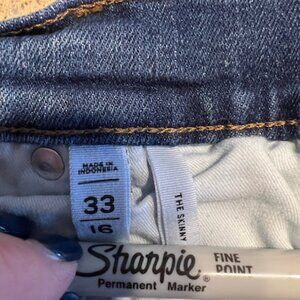 MADE IN
INDONESIA
33
16
THE SKINNY
Sharpie
FINE
POINT
Permanent Marker